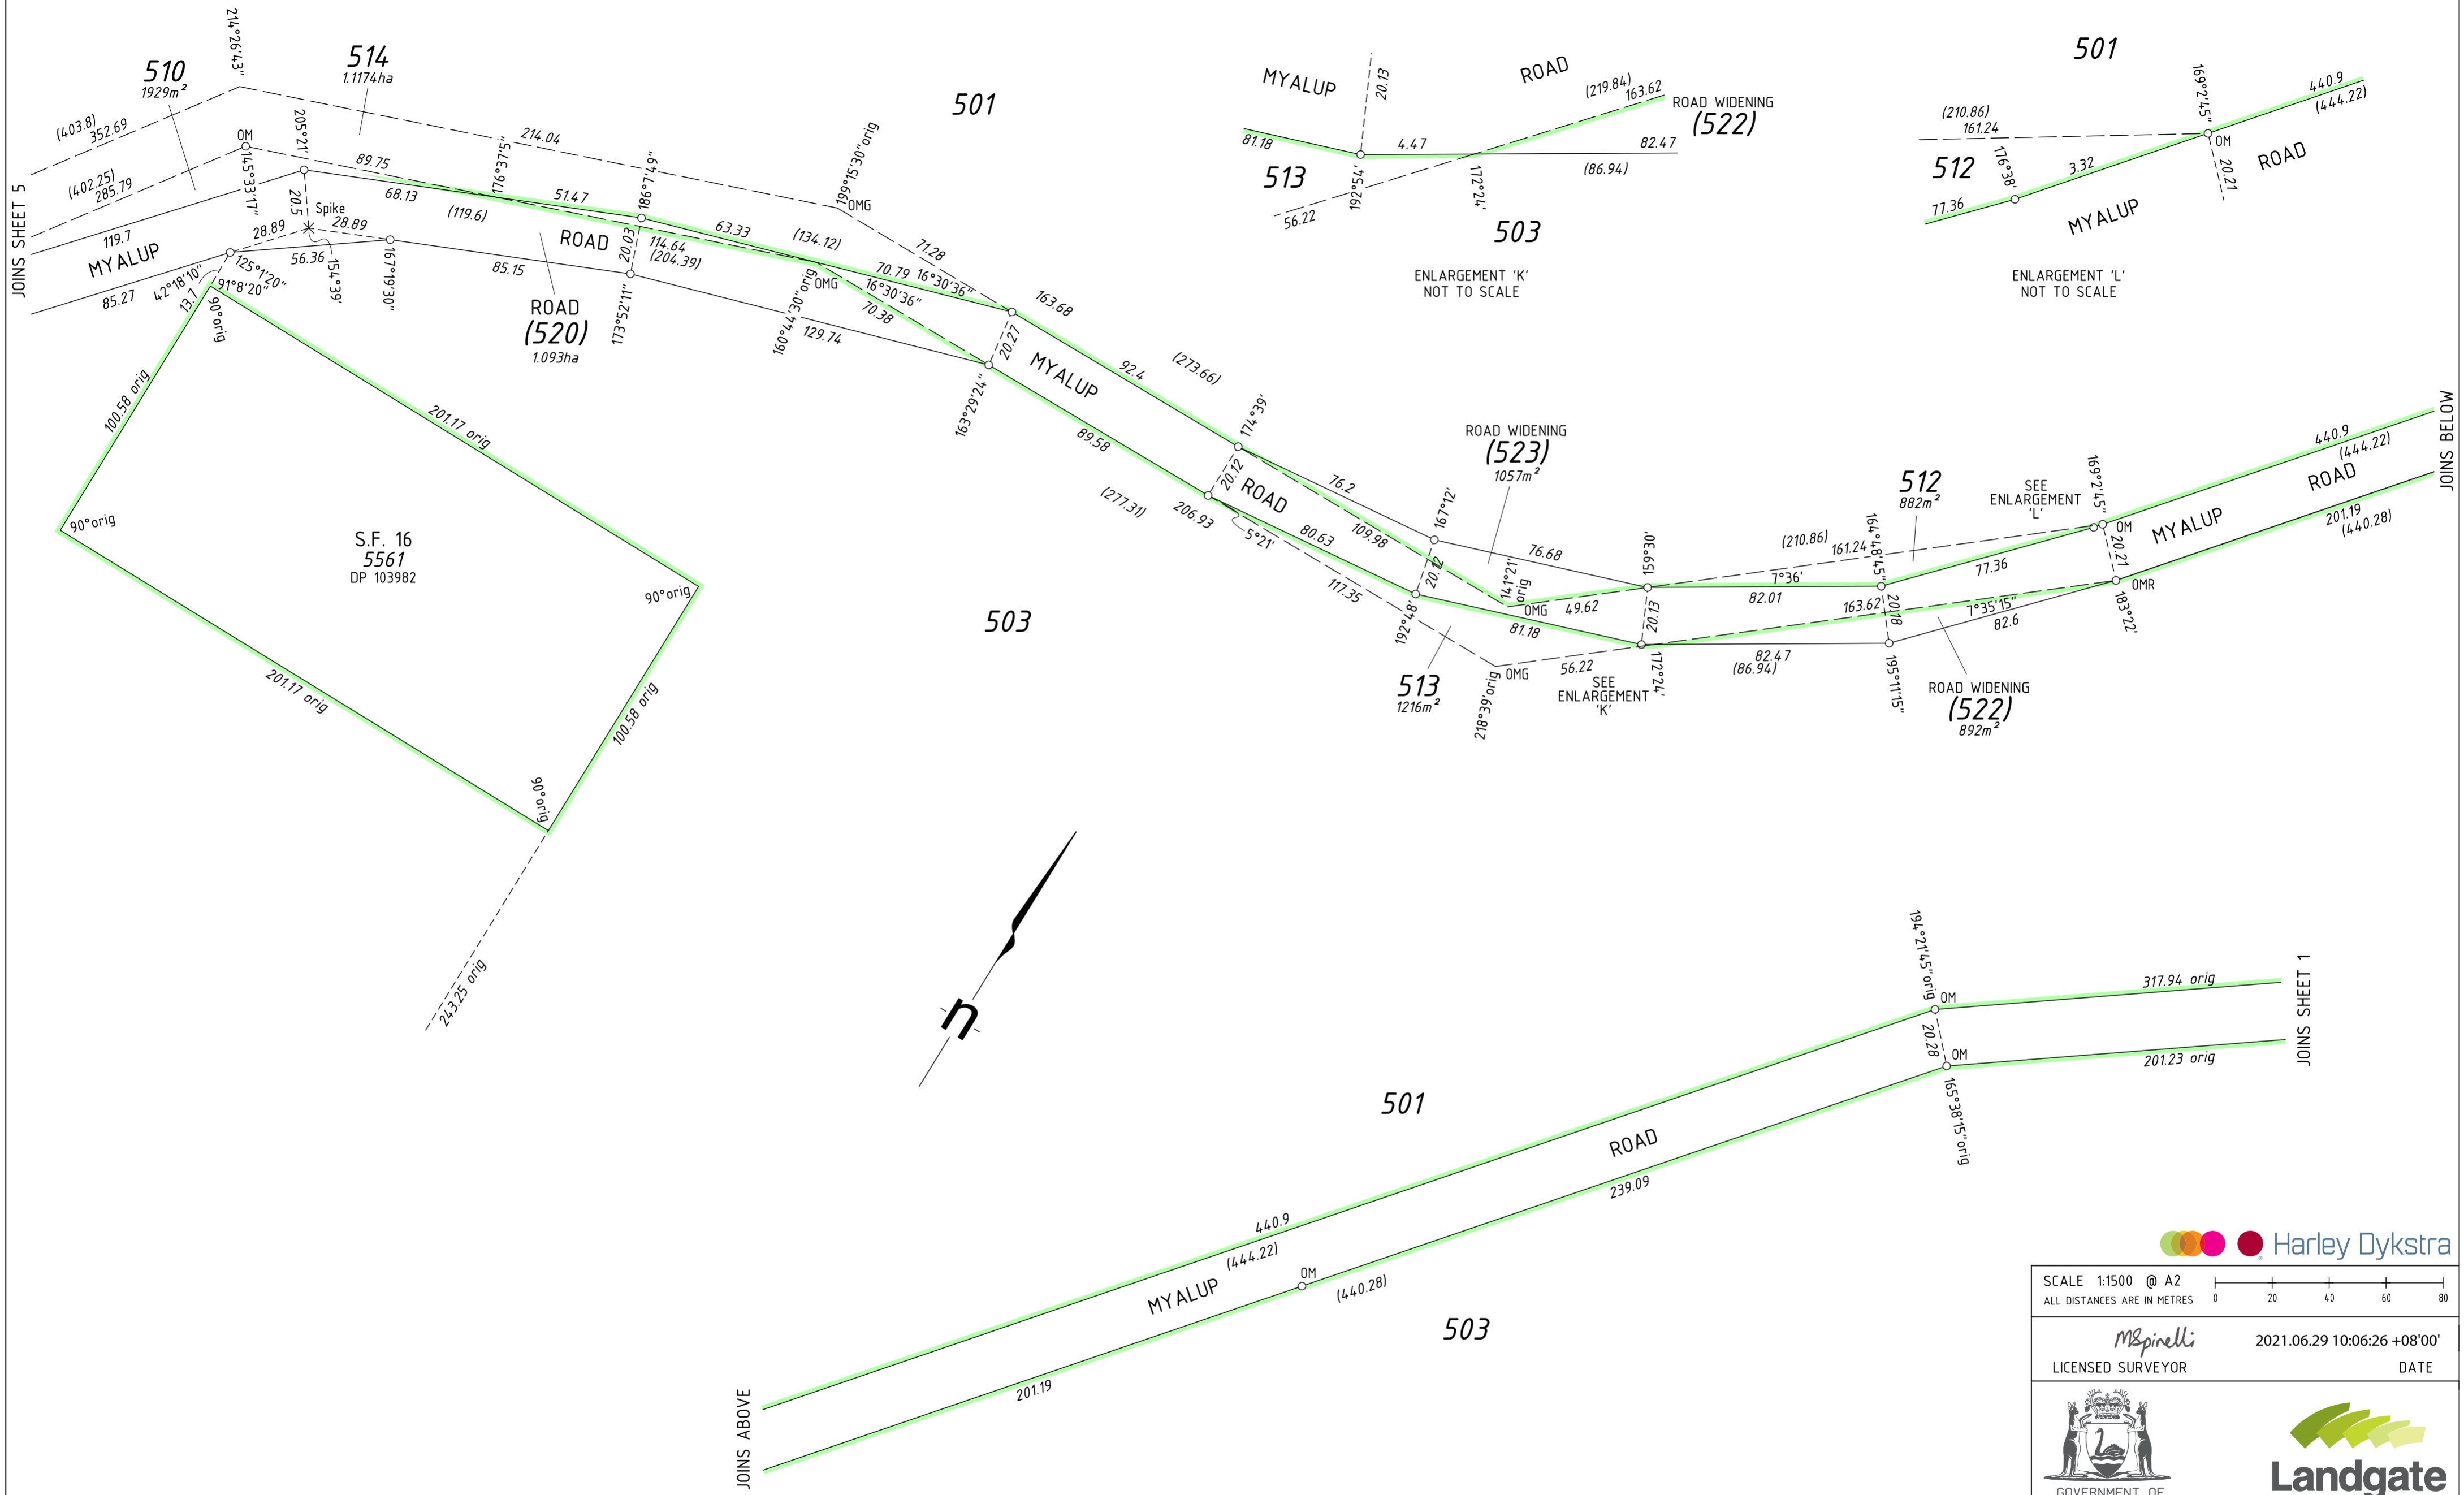 214°26'43"
510
1929m²
514
1.1174ha
501
(403.8)
352.69
OM
205°21'
214.04
199°15'30"orig
OMG
89.75
176°37'5"
51.47
186°7'49"
(402.25)
285.79
145°33'17"
68.13
(119.6)
20.5
Spike
28.89
28.89
63.33
(134.12)
71.28
JOINS SHEET 5
119.7
MYALUP
56.36
ROAD
20.03
114.64
(204.39)
70.79
16°30'36"
163.68
85.27
42°18'10"
13.7
125°1'20"
91°8'20"
90°orig
154°39'
167°19'30"
85.15
ROAD
(520)
1.093ha
173°52'11"
OMG
16°30'36"
70.38
160°44'30"orig
129.74
20.27
163°29'24"
MYALUP
92.4
(273.66)
174°39'
100.58 orig
201.17 orig
90°orig
S.F. 16
5561
DP 103982
90°orig
201.17 orig
100.58 orig
90°orig
243.25 orig
89.58
20.12
ROAD
(277.31)
206.93
5°21'
76.2
ROAD WIDENING
(523)
1057m²
167°12'
109.98
80.63
76.68
20.12
117.35
192°48'
141°21'
orig
OMG
49.62
159°30'
20.13
81.18
513
1216m²
218°39'orig
OMG
56.22
SEE
ENLARGEMENT
'K'
172°24'
503
(210.86)
161.24
7°36'
82.01
164°48'45"
512
882m²
SEE
ENLARGEMENT
'L'
169°2'45"
OM
77.36
163.62
20.18
7°35'15"
82.6
20.21
OMR
183°22'
82.47
(86.94)
195°11'15"
ROAD WIDENING
(522)
892m²
MYALUP
ROAD
440.9
(444.22)
201.19
(440.28)
JOINS BELOW
MYALUP
20.13
ROAD
(219.84)
163.62
ROAD WIDENING
(522)
81.18
4.47
82.47
(86.94)
513
192°54'
172°24'
56.22
503
ENLARGEMENT 'K'
NOT TO SCALE
501
169°2'45"
440.9
(444.22)
(210.86)
161.24
OM
ROAD
512
176°38'
3.32
20.21
77.36
MYALUP
ENLARGEMENT 'L'
NOT TO SCALE
n
194°21'45"orig
OM
317.94 orig
JOINS SHEET 1
20.28
OM
201.23 orig
165°38'15"orig
501
ROAD
239.09
440.9
(444.22)
MYALUP
OM
(440.28)
503
201.19
JOINS ABOVE
Harley Dykstra
SCALE 1:1500 @ A2
ALL DISTANCES ARE IN METRES
0 20 40 60 80
MSpinelli
2021.06.29 10:06:26 +08'00'
LICENSED SURVEYOR
DATE
GOVERNMENT OF
Landgate